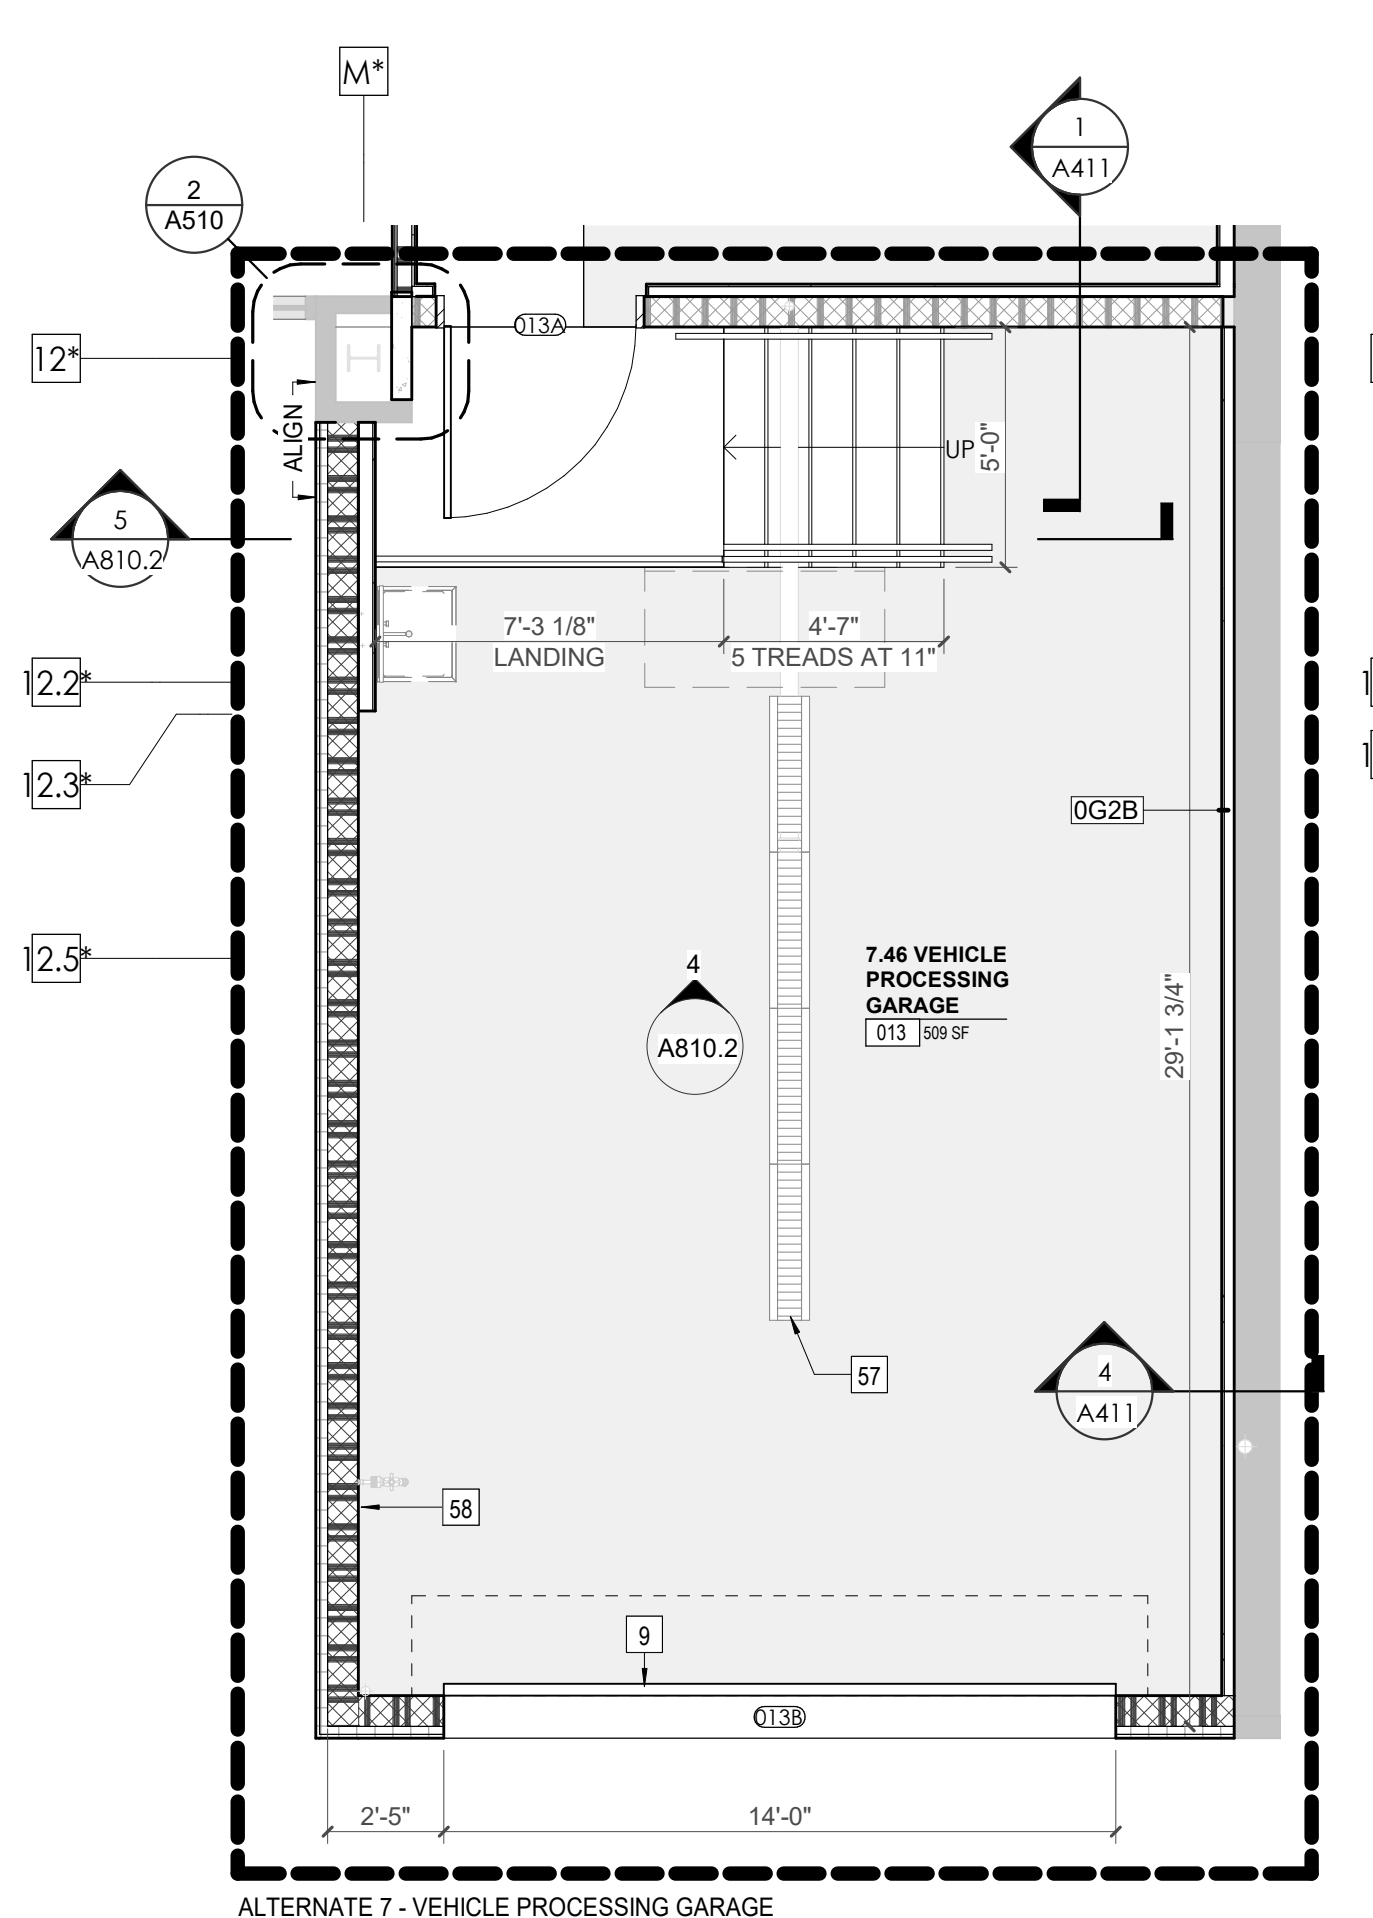 M*
1
A411
2
A510
013A
12*
ALIGN
UP
5'-0"
5
A810.2
7'-3 1/8"
LANDING
4'-7"
5 TREADS AT 11"
12.2*
12.3*
0G2B
12.5*
4
A810.2
7.46 VEHICLE
PROCESSING
GARAGE
013 509 SF
29'-1 3/4"
57
4
A411
58
9
013B
2'-5"
14'-0"
ALTERNATE 7 - VEHICLE PROCESSING GARAGE